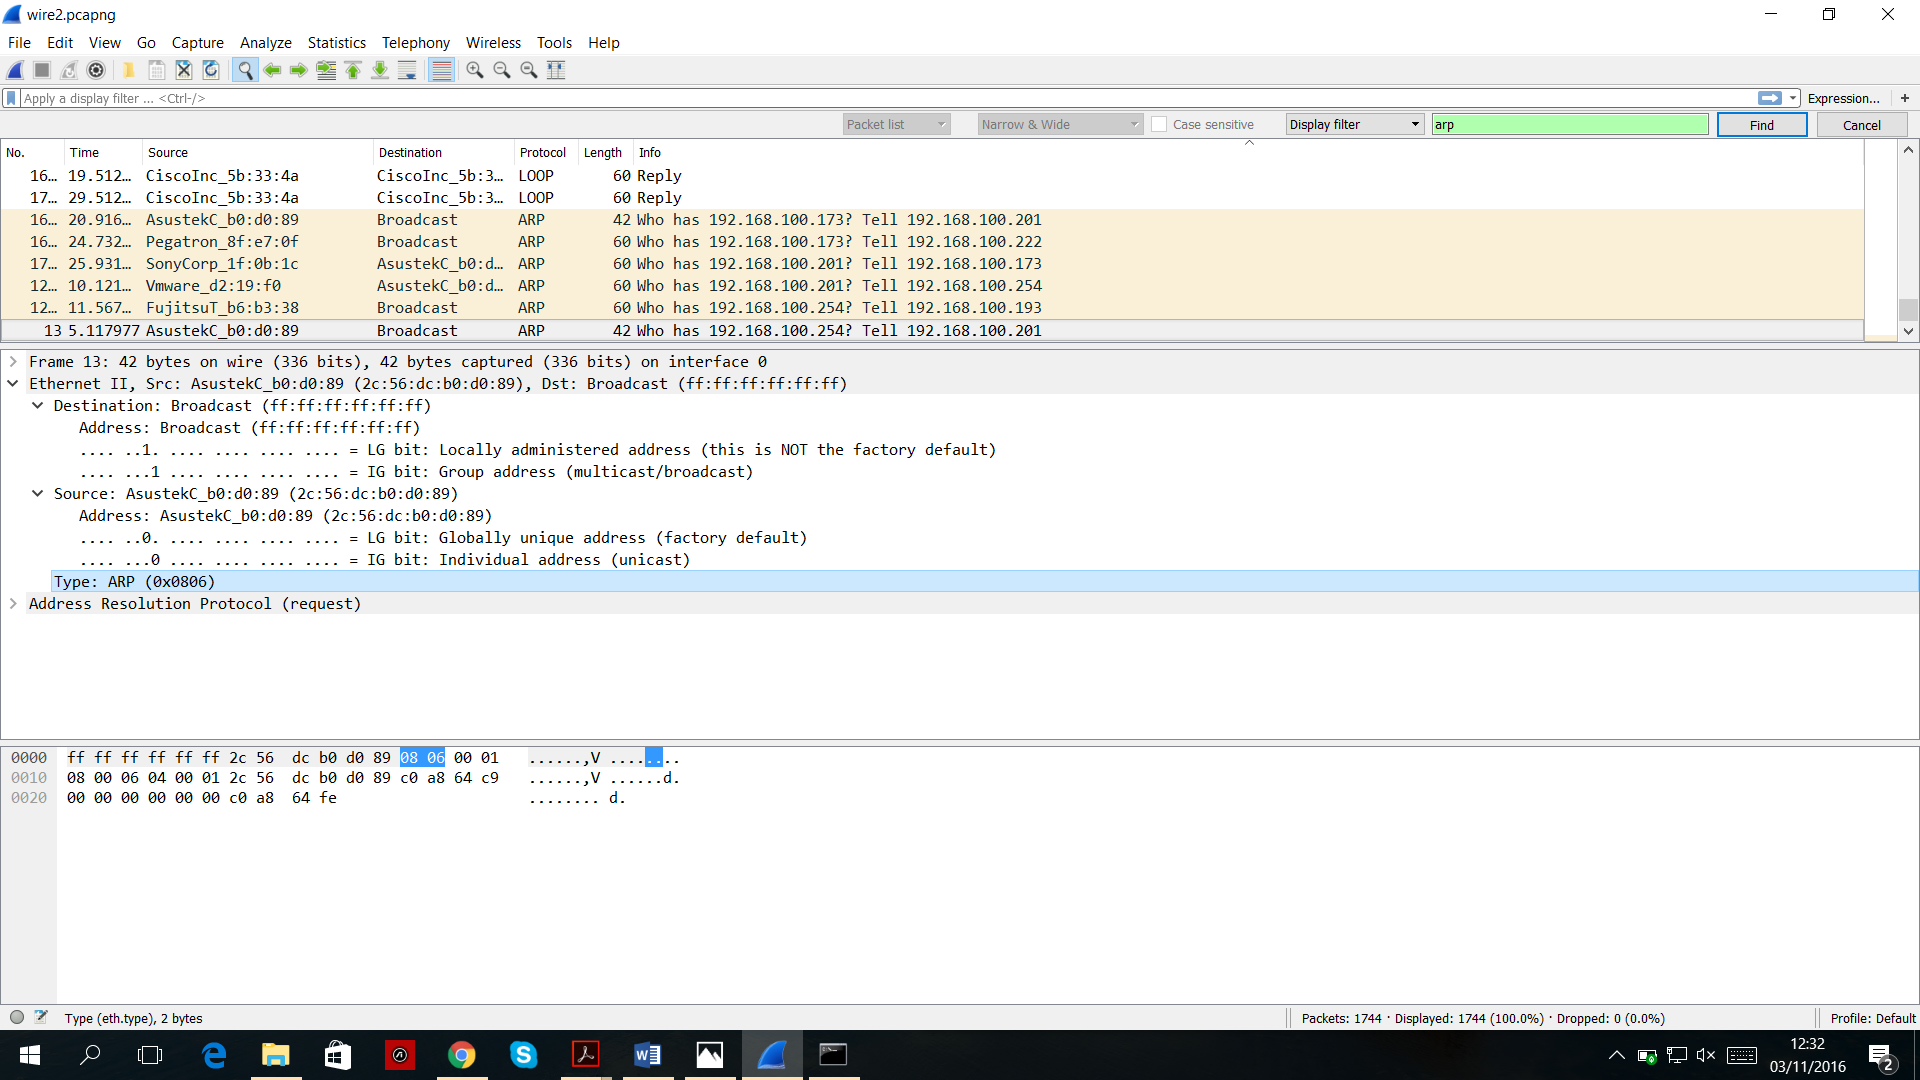 wire2.pcapng
File Edit View Go Capture Analyze Statistics Telephony Wireless Tools Help
Apply a display filter ... <Ctrl-/> Expression... +
Packet list Narrow & Wide Case sensitive Display filter arp Find Cancel
No. Time Source Destination Protocol Length Info
16... 19.512... CiscoInc_5b:33:4a CiscoInc_5b:3... LOOP 60 Reply
17... 29.512... CiscoInc_5b:33:4a CiscoInc_5b:3... LOOP 60 Reply
16... 20.916... AsustekC_b0:d0:89 Broadcast ARP 42 Who has 192.168.100.173? Tell 192.168.100.201
16... 24.732... Pegatron_8f:e7:0f Broadcast ARP 60 Who has 192.168.100.173? Tell 192.168.100.222
17... 25.931... SonyCorp_1f:0b:1c AsustekC_b0:d... ARP 60 Who has 192.168.100.201? Tell 192.168.100.173
12... 10.121... Vmware_d2:19:f0 AsustekC_b0:d... ARP 60 Who has 192.168.100.201? Tell 192.168.100.254
12... 11.567... FujitsuT_b6:b3:38 Broadcast ARP 60 Who has 192.168.100.254? Tell 192.168.100.193
13 5.117977 AsustekC_b0:d0:89 Broadcast ARP 42 Who has 192.168.100.254? Tell 192.168.100.201
Frame 13: 42 bytes on wire (336 bits), 42 bytes captured (336 bits) on interface 0
Ethernet II, Src: AsustekC_b0:d0:89 (2c:56:dc:b0:d0:89), Dst: Broadcast (ff:ff:ff:ff:ff:ff)
Destination: Broadcast (ff:ff:ff:ff:ff:ff)
Address: Broadcast (ff:ff:ff:ff:ff:ff)
.... ..1. .... .... .... .... = LG bit: Locally administered address (this is NOT the factory default)
.... ...1 .... .... .... .... = IG bit: Group address (multicast/broadcast)
Source: AsustekC_b0:d0:89 (2c:56:dc:b0:d0:89)
Address: AsustekC_b0:d0:89 (2c:56:dc:b0:d0:89)
.... ..0. .... .... .... .... = LG bit: Globally unique address (factory default)
.... ...0 .... .... .... .... = IG bit: Individual address (unicast)
Type: ARP (0x0806)
Address Resolution Protocol (request)
0000 ff ff ff ff ff ff 2c 56 dc b0 d0 89 08 06 00 01 ......,V ........
0010 08 00 06 04 00 01 2c 56 dc b0 d0 89 c0 a8 64 c9 ......,V ......d.
0020 00 00 00 00 00 00 c0 a8 64 fe ........ d.
Type (eth.type), 2 bytes Packets: 1744 · Displayed: 1744 (100.0%) · Dropped: 0 (0.0%) Profile: Default
12:32
03/11/2016
2